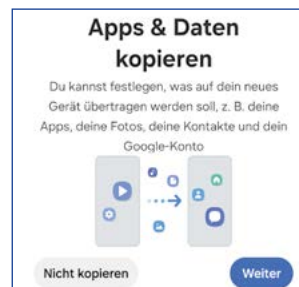 Apps & Daten
kopieren
Du kannst festlegen, was auf dein neues
Gerät übertragen werden soll, z. B. deine
Apps, deine Fotos, deine Kontakte und dein
Google-Konto
Nicht kopieren
Weiter